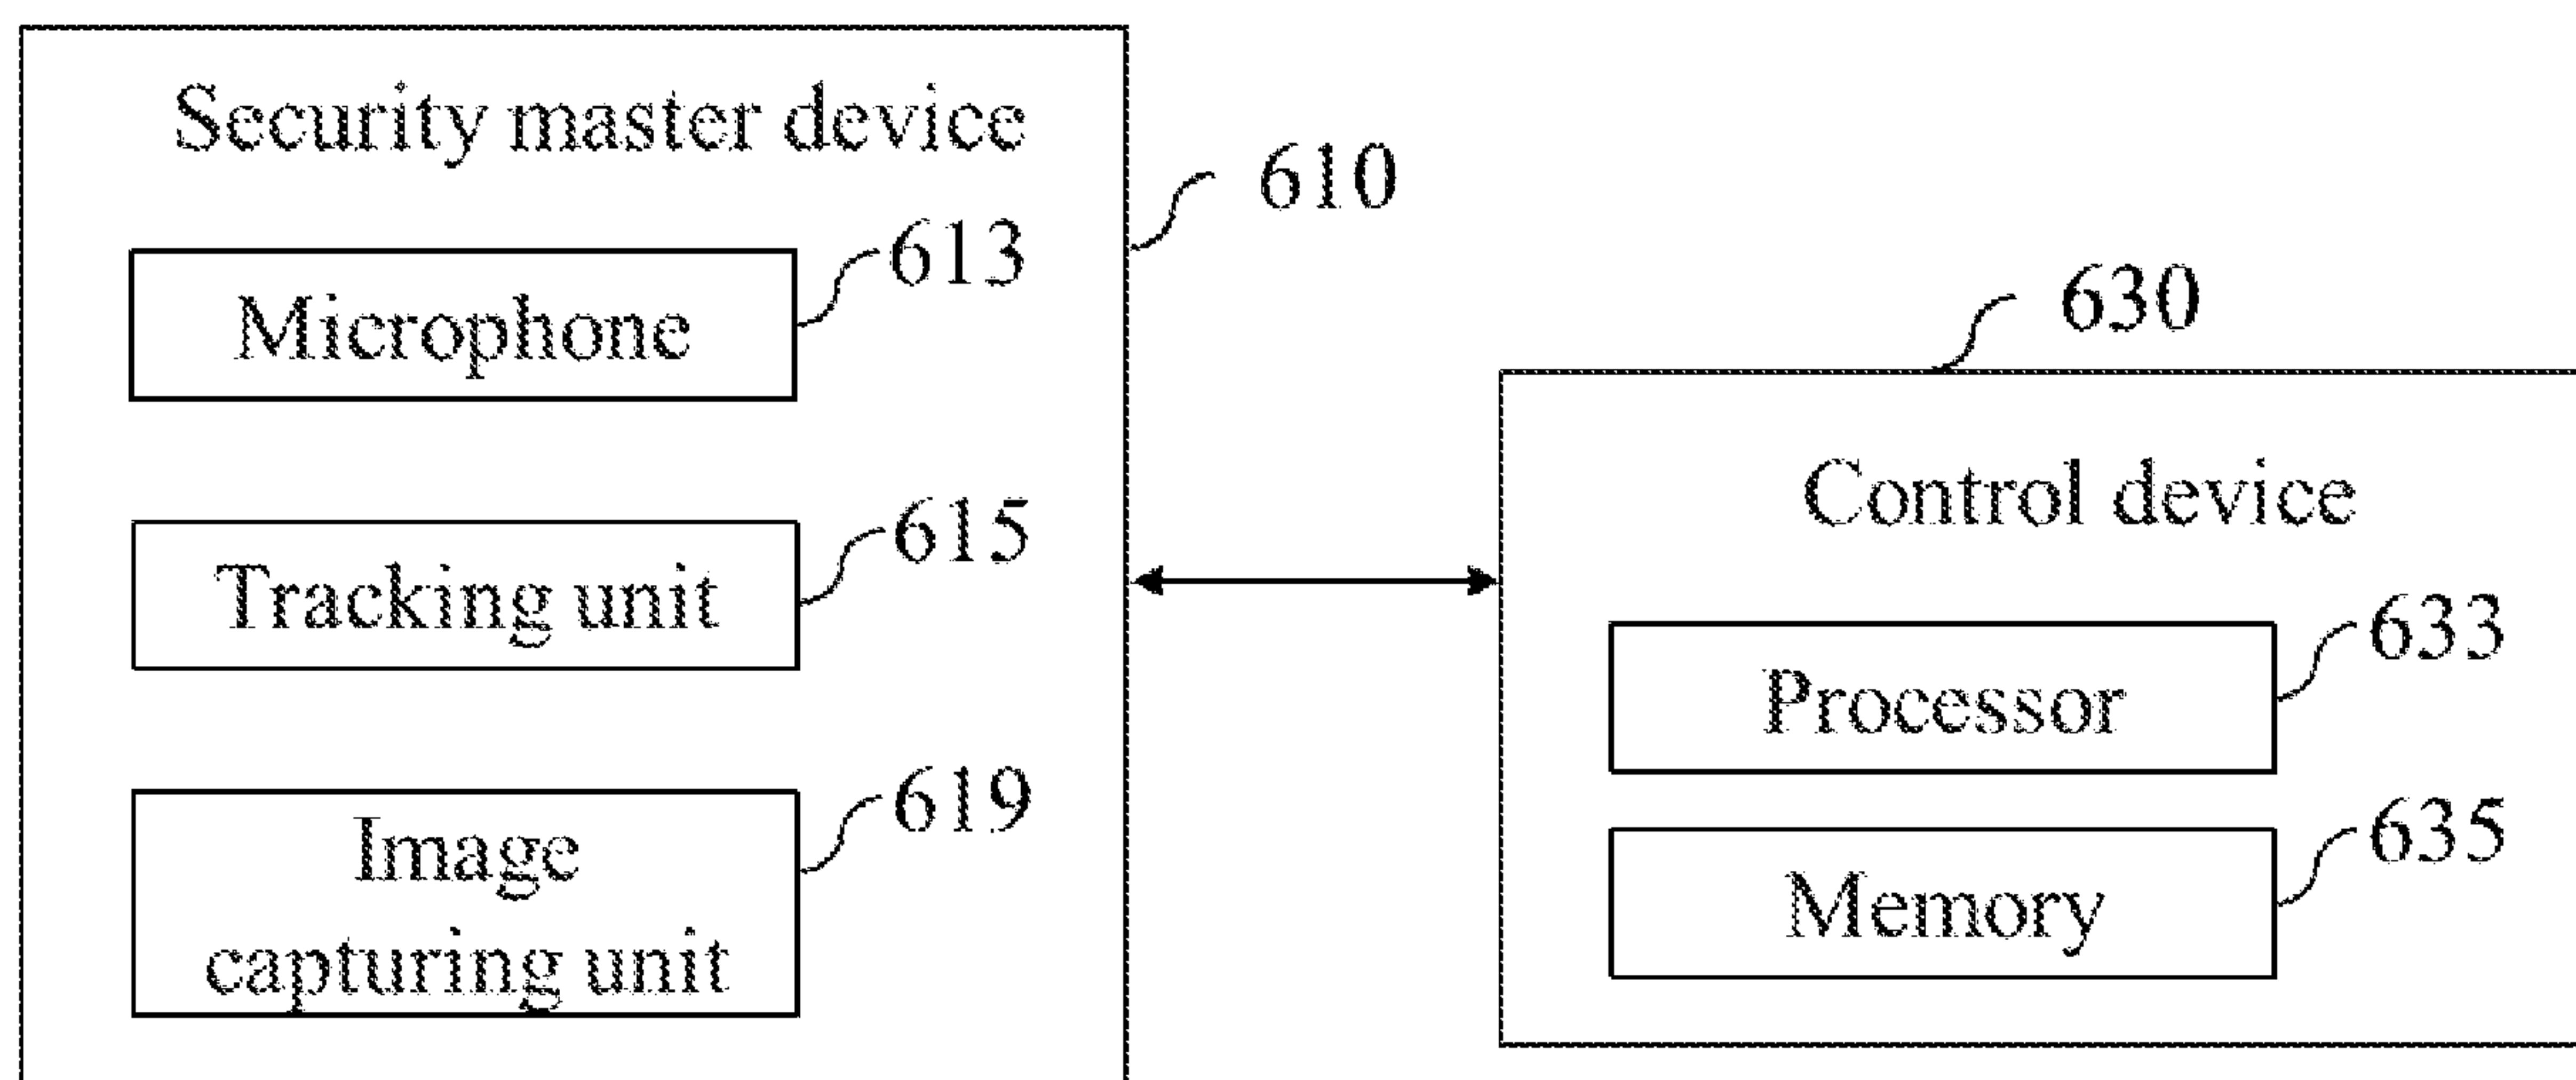 Security master device
610
613
Microphone
615
Tracking unit
619
Image
capturing unit
630
Control device
633
Processor
635
Memory